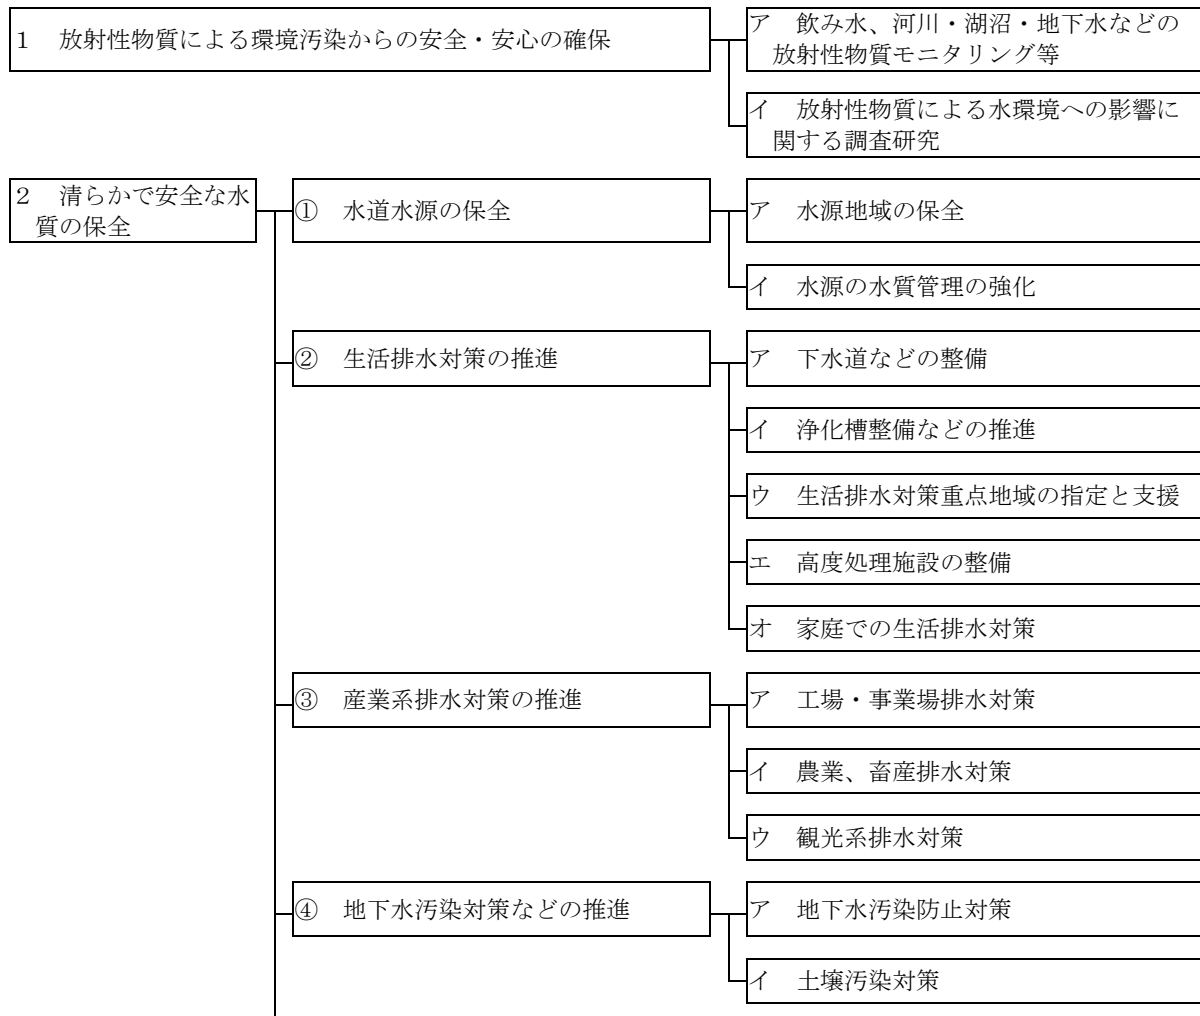 １　放射性物質による環境汚染からの安全・安心の確保
ア　飲み水、河川・湖沼・地下水などの
放射性物質モニタリング等
イ　放射性物質による水環境への影響に
関する調査研究
２　清らかで安全な水
質の保全
①　水道水源の保全
ア　水源地域の保全
イ　水源の水質管理の強化
②　生活排水対策の推進
ア　下水道などの整備
イ　浄化槽整備などの推進
ウ　生活排水対策重点地域の指定と支援
エ　高度処理施設の整備
オ　家庭での生活排水対策
③　産業系排水対策の推進
ア　工場・事業場排水対策
イ　農業、畜産排水対策
ウ　観光系排水対策
④　地下水汚染対策などの推進
ア　地下水汚染防止対策
イ　土壌汚染対策